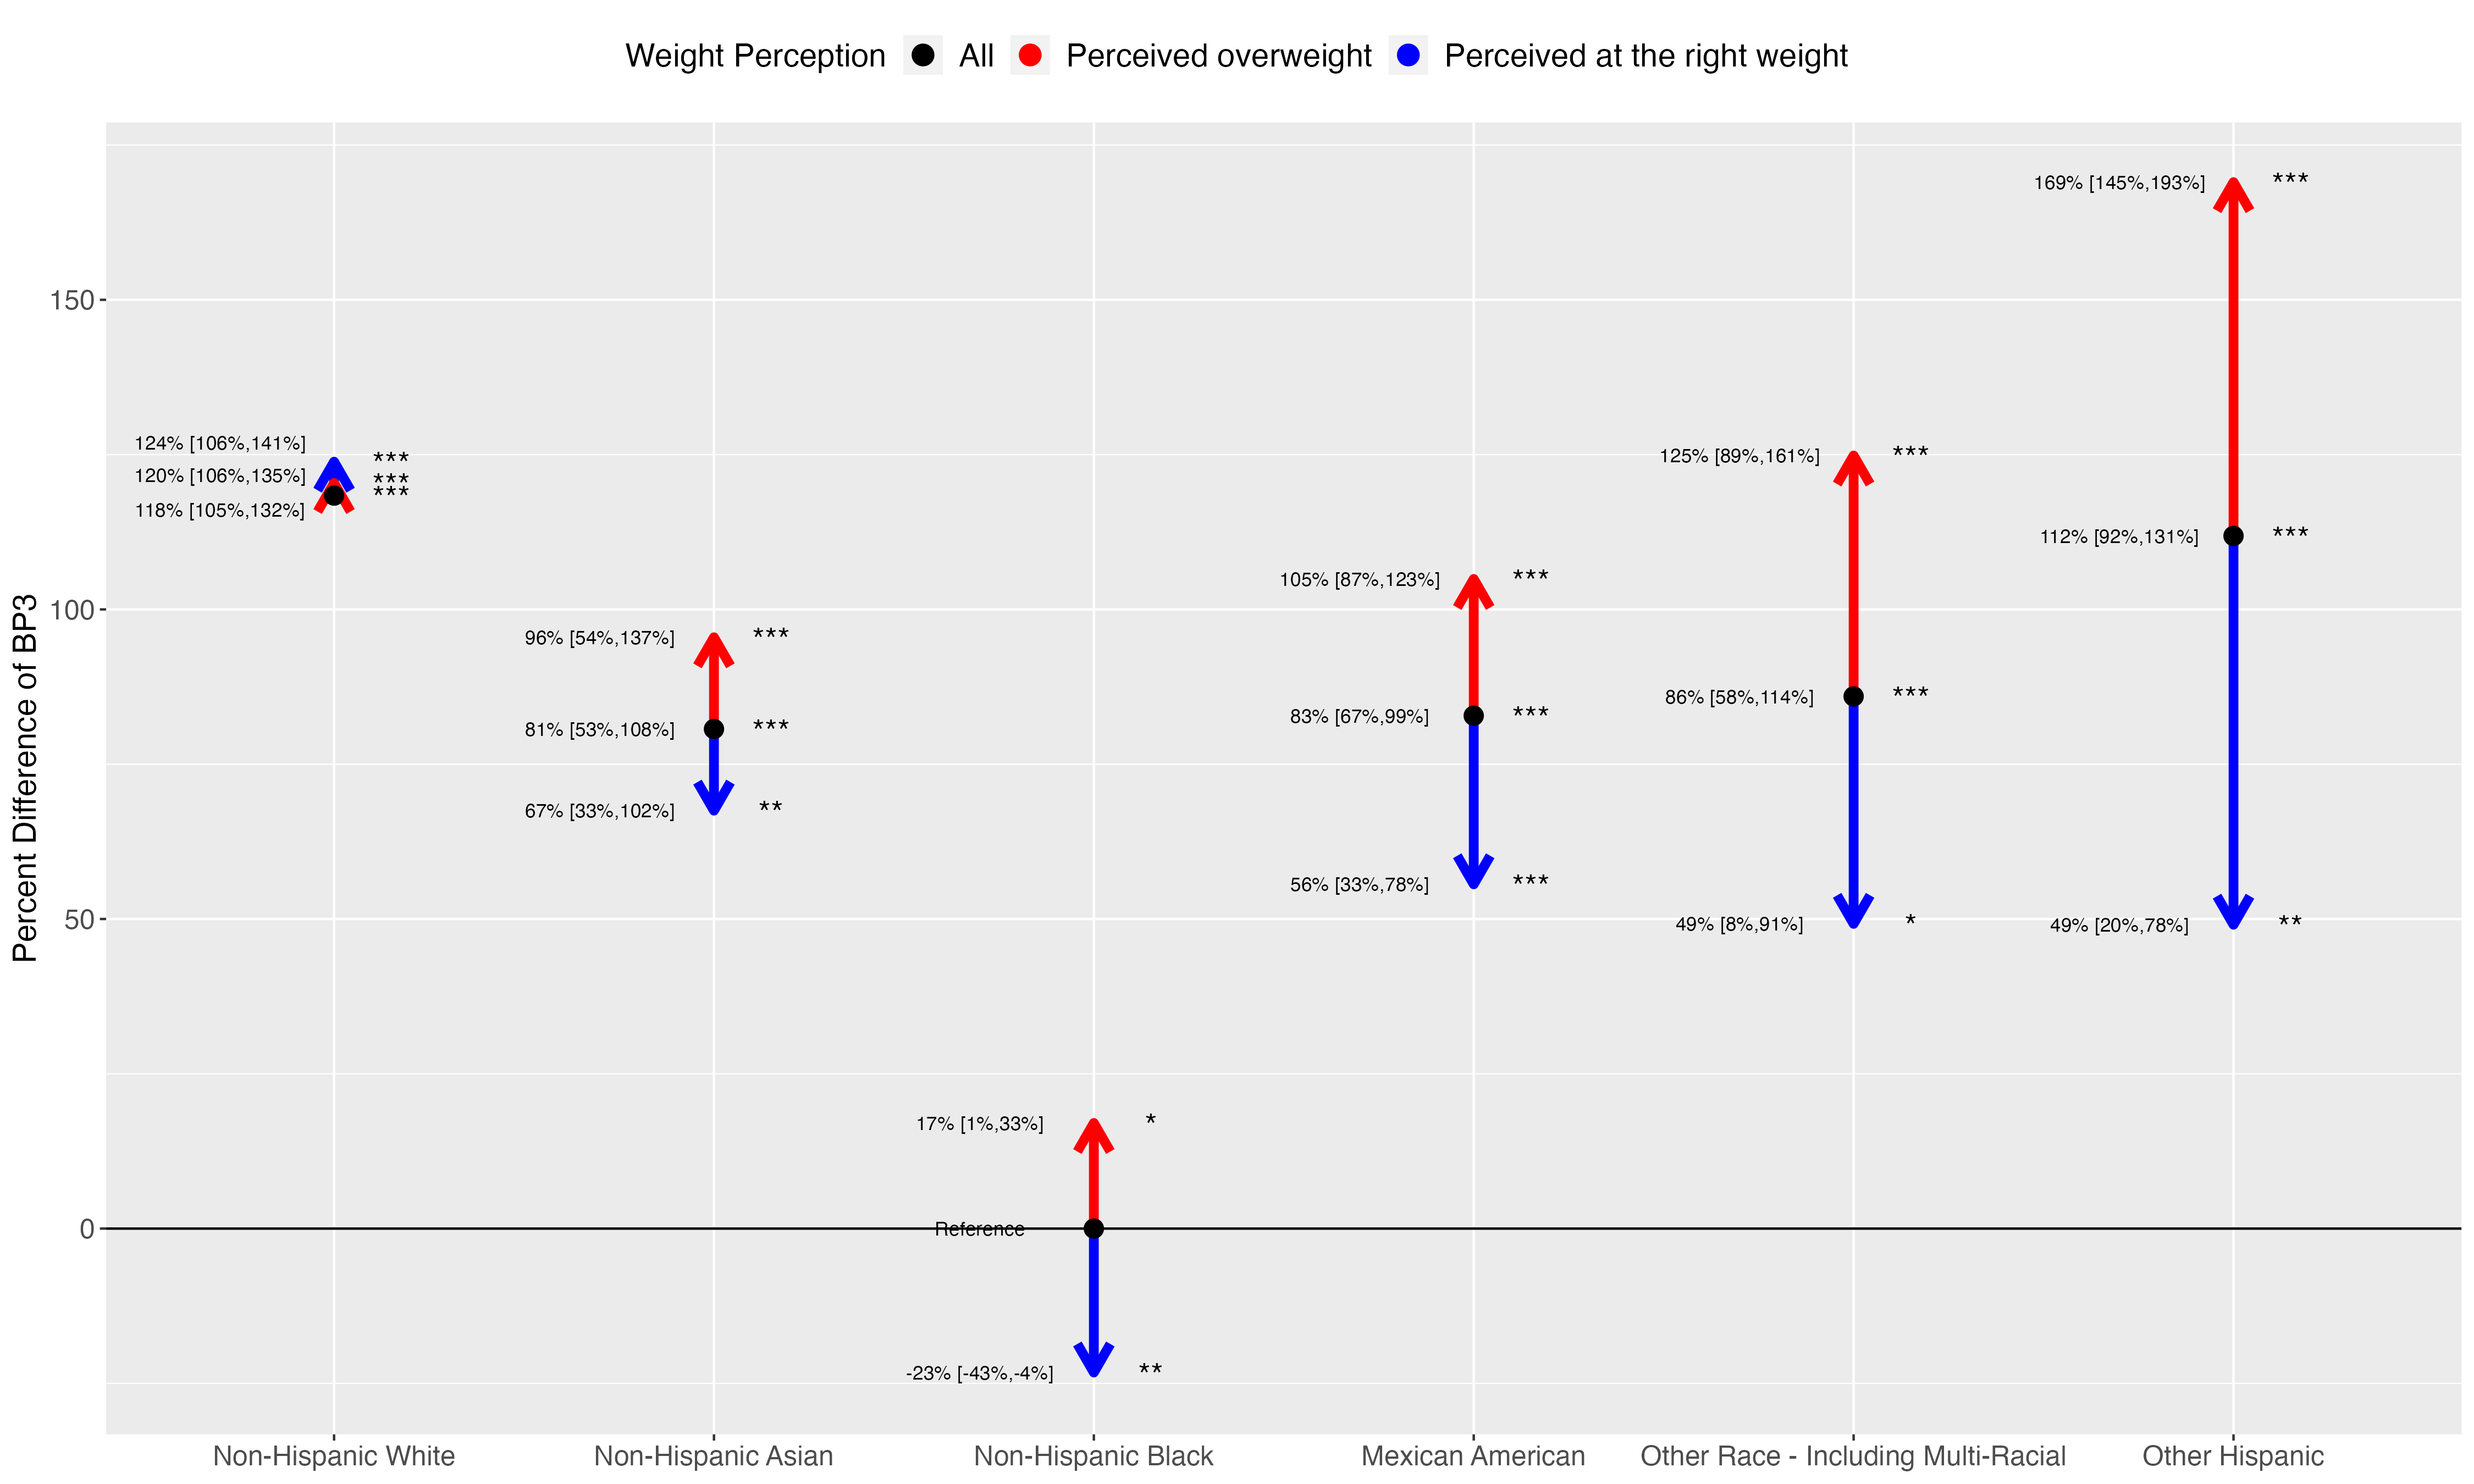 Weight Perception All Perceived overweight Perceived at the right weight
Percent Difference of BP3
150
100
50
0
124% [106%,141%] ***
120% [106%,135%] ***
118% [105%,132%] ***
96% [54%,137%] ***
81% [53%,108%] ***
67% [33%,102%] **
17% [1%,33%] *
Reference
-23% [-43%,-4%] **
105% [87%,123%] ***
83% [67%,99%] ***
56% [33%,78%] ***
125% [89%,161%] ***
86% [58%,114%] ***
49% [8%,91%] *
169% [145%,193%] ***
112% [92%,131%] ***
49% [20%,78%] **
Non-Hispanic White
Non-Hispanic Asian
Non-Hispanic Black
Mexican American
Other Race - Including Multi-Racial
Other Hispanic